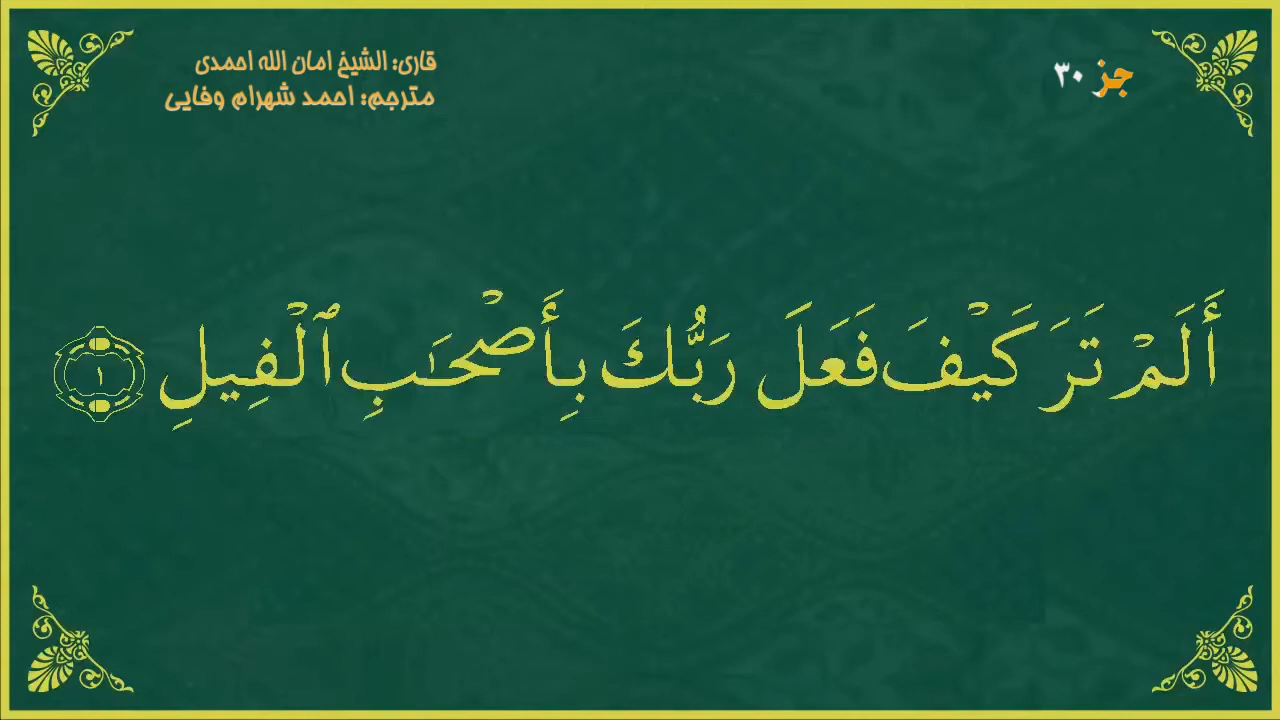 جز ۳۰
قاری: الشیخ امان الله احمدی
مترجم: احمد شهرام وفایی
أَلَمْ تَرَ كَيْفَ فَعَلَ رَبُّكَ بِأَصْحَـٰبِ ٱلْفِيلِ ١